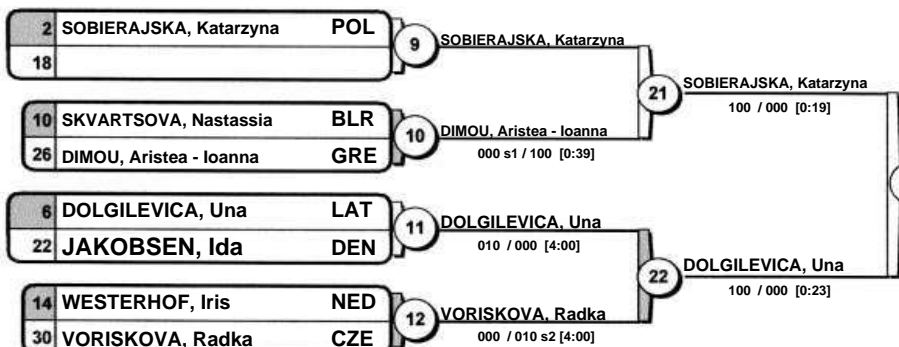 2 SOBIERAJSKA, Katarzyna POL
18
9
SOBIERAJSKA, Katarzyna
10 SKVARTSOVA, Nastassia BLR
26 DIMOU, Aristea - Ioanna GRE
10
DIMOU, Aristea - Ioanna
000 s1 / 100 [0:39]
21
SOBIERAJSKA, Katarzyna
100 / 000 [0:19]
6 DOLGILEVICA, Una LAT
22 JAKOBSEN, Ida DEN
11
DOLGILEVICA, Una
010 / 000 [4:00]
14 WESTERHOF, Iris NED
30 VORISKOVA, Radka CZE
12
VORISKOVA, Radka
000 / 010 s2 [4:00]
22
DOLGILEVICA, Una
100 / 000 [0:23]